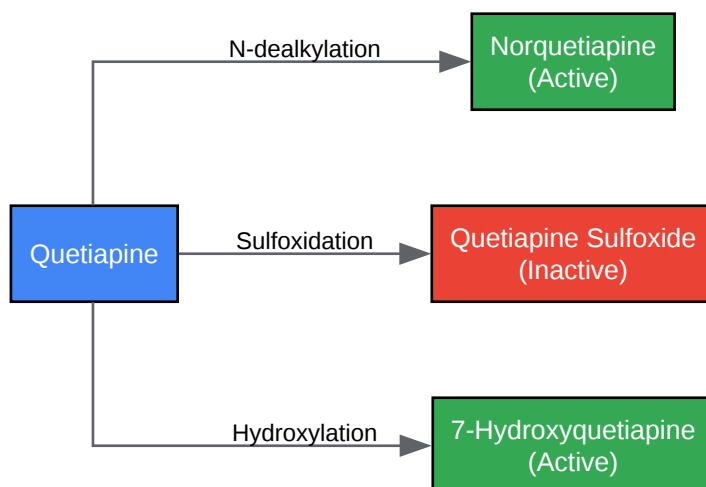 N-dealkylation
Norquetiapine
(Active)
Quetiapine
Sulfoxidation
Quetiapine Sulfoxide
(Inactive)
Hydroxylation
7-Hydroxyquetiapine
(Active)